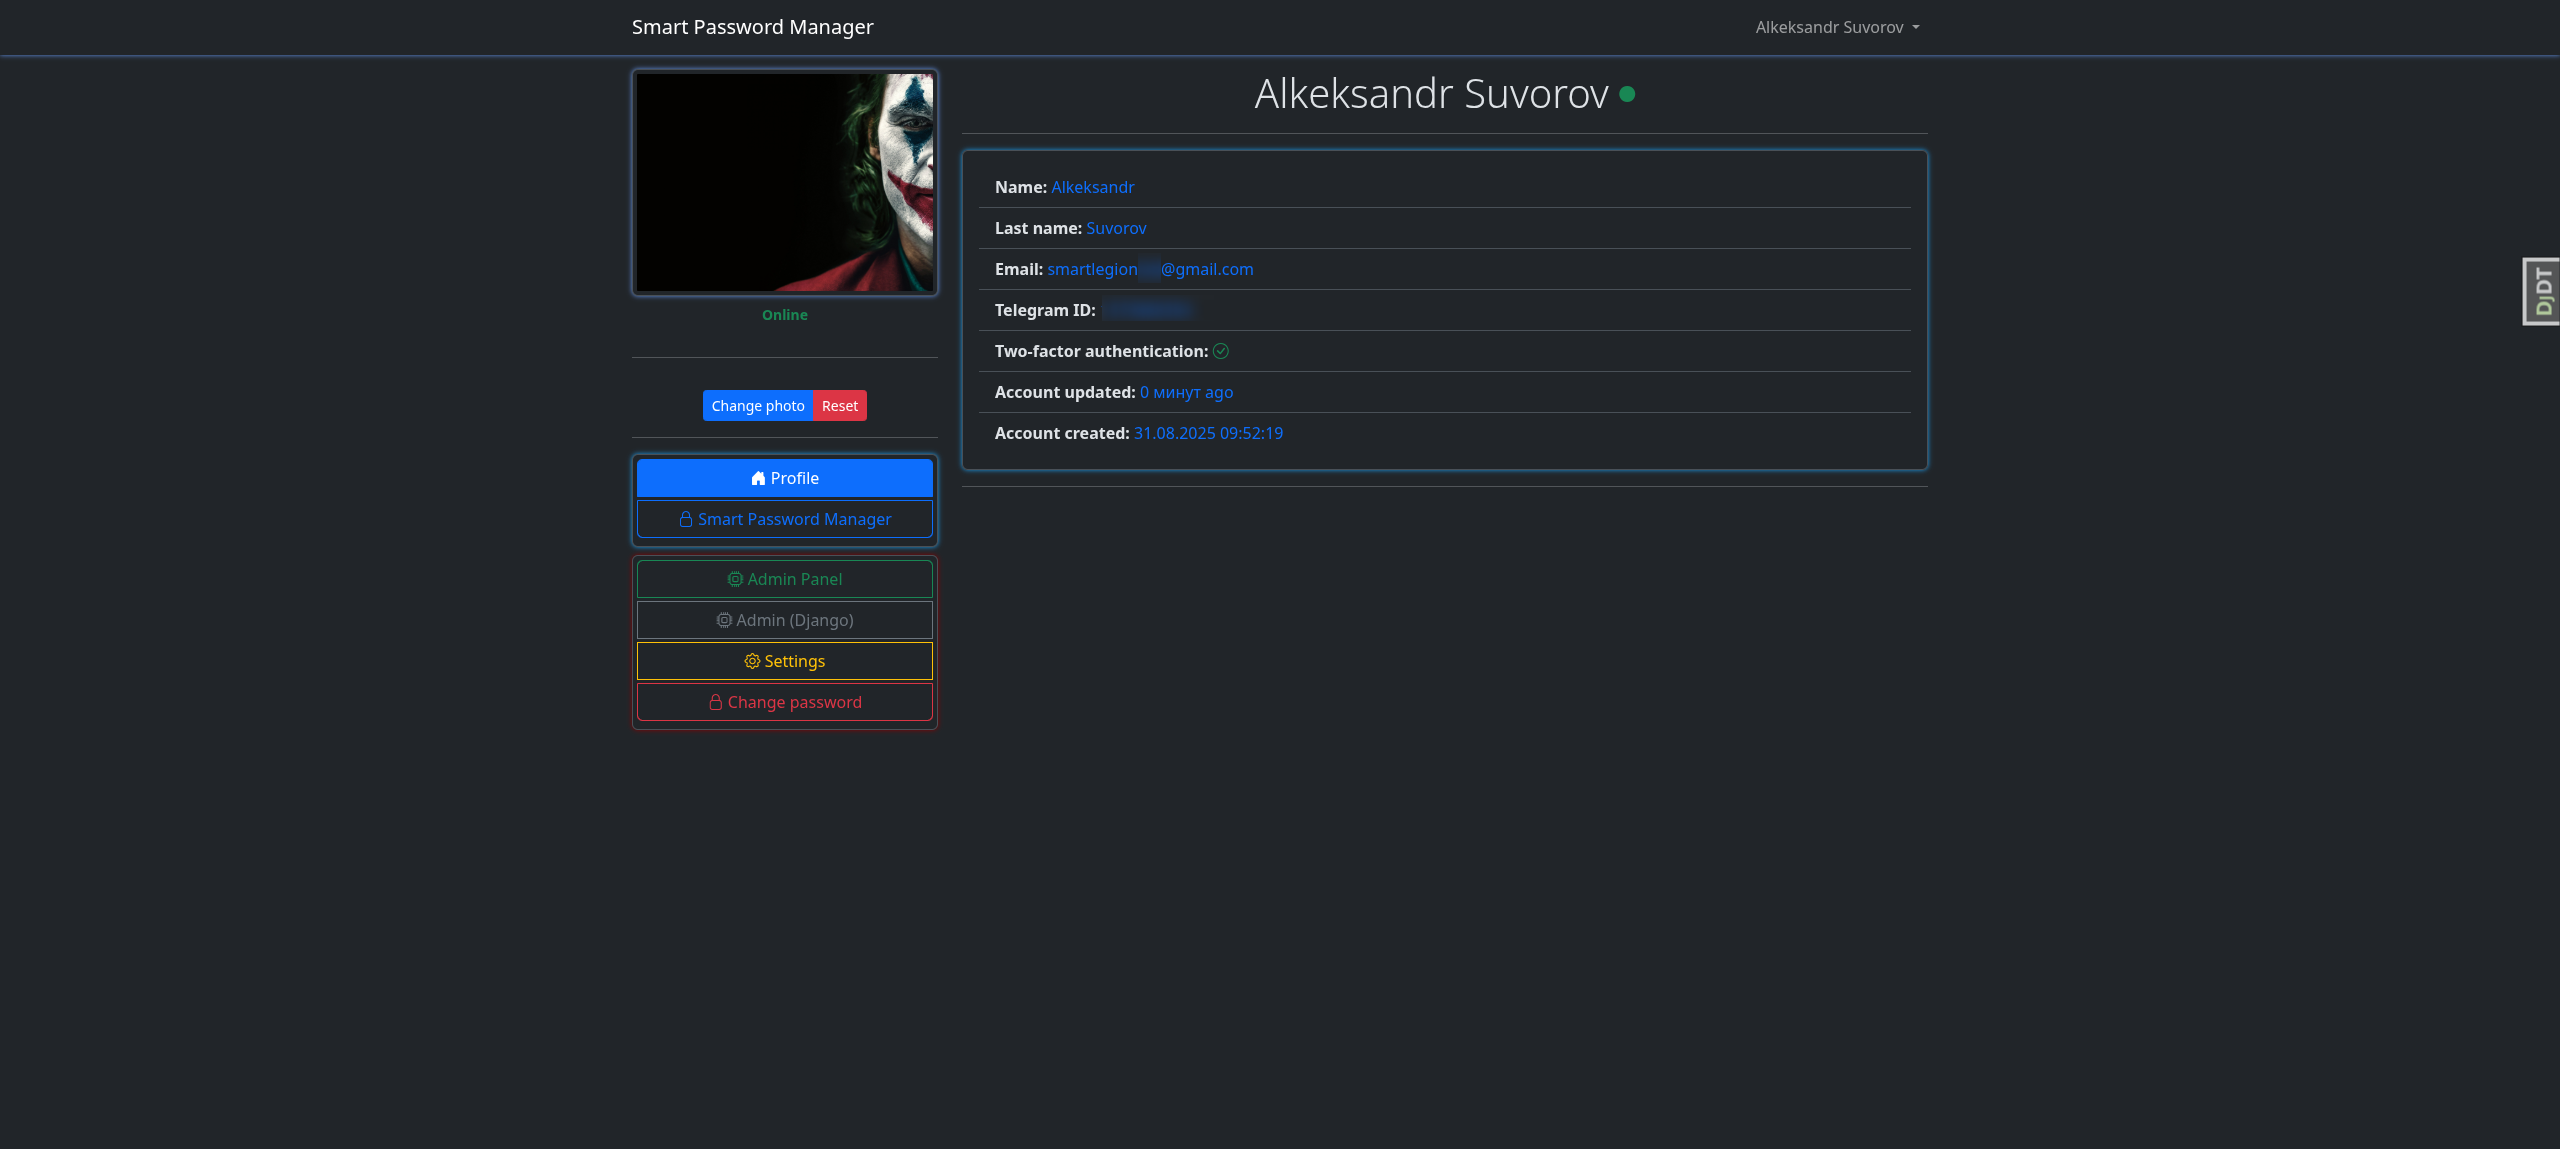 Smart Password Manager
Alkeksandr Suvorov
Alkeksandr Suvorov
Online
Change photo Reset
Profile
Smart Password Manager
Admin Panel
Admin (Django)
Settings
Change password
Name: Alkeksandr
Last name: Suvorov
Email: smartlegion @gmail.com
Telegram ID:
Two-factor authentication:
Account updated: 0 минут ago
Account created: 31.08.2025 09:52:19
DjDT